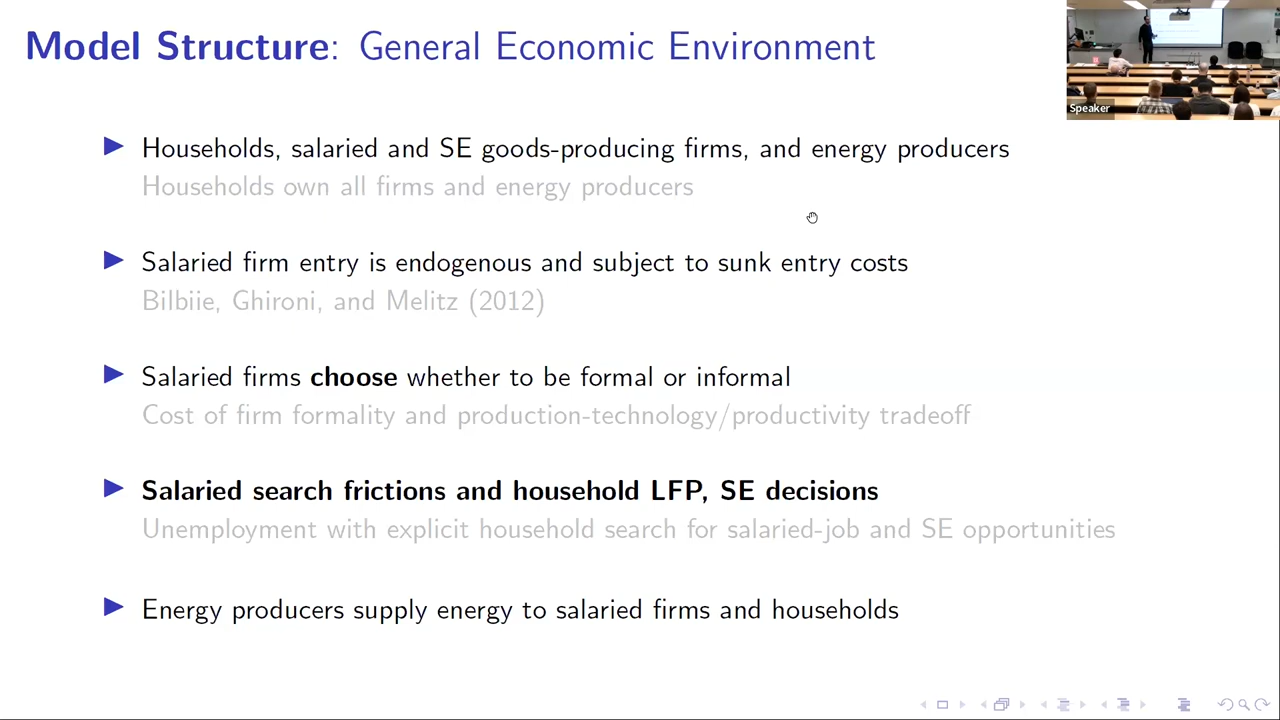 Model Structure: General Economic Environment
Speaker
Households, salaried and SE goods-producing firms, and energy producers
Households own all firms and energy producers
Salaried firm entry is endogenous and subject to sunk entry costs
Bilbiie, Ghironi, and Melitz (2012)
Salaried firms choose whether to be formal or informal
Cost of firm formality and production-technology/productivity tradeoff
Salaried search frictions and household LFP, SE decisions
Unemployment with explicit household search for salaried-job and SE opportunities
Energy producers supply energy to salaried firms and households